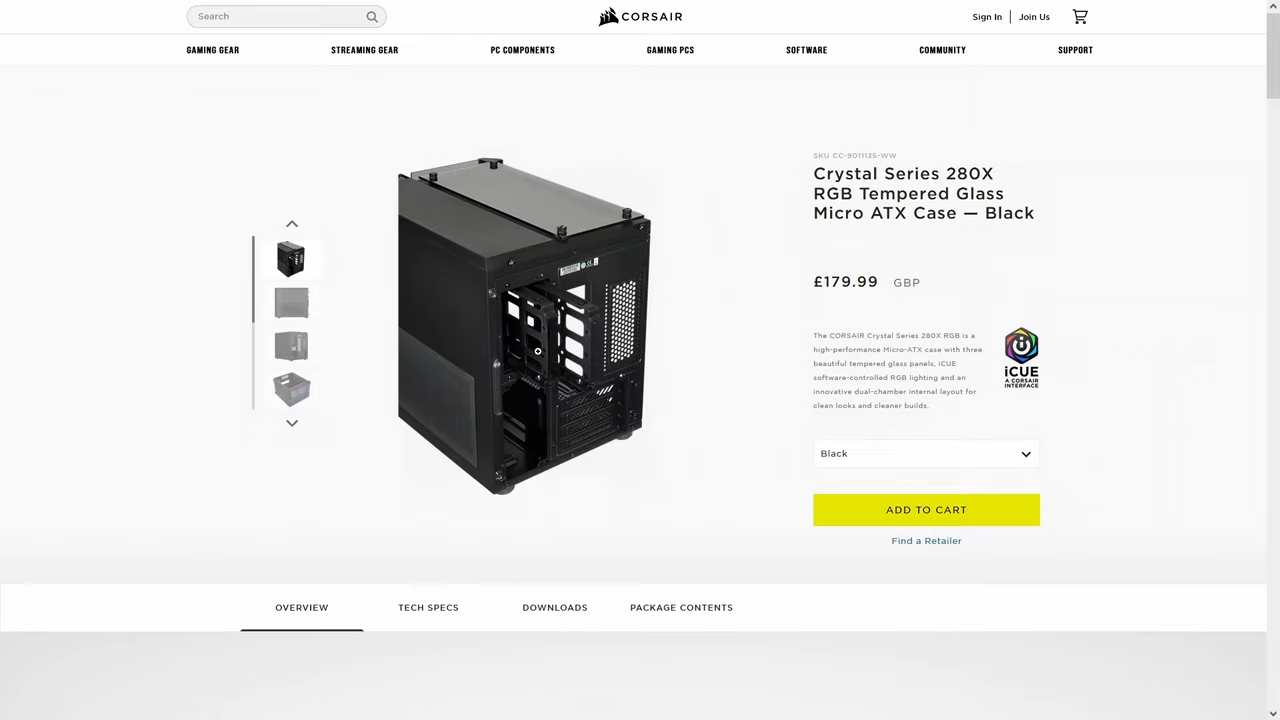 Search
CORSAIR
Sign In
Join Us
GAMING GEAR
STREAMING GEAR
PC COMPONENTS
GAMING PCS
SOFTWARE
COMMUNITY
SUPPORT
SKU CC-9011135-WW
Crystal Series 280X
RGB Tempered Glass
Micro ATX Case — Black
£179.99 GBP
The CORSAIR Crystal Series 280X RGB is a
high-performance Micro-ATX case with three
beautiful tempered glass panels, iCUE
software-controlled RGB lighting and an
innovative dual-chamber internal layout for
clean looks and cleaner builds.
iCUE
A CORSAIR
INTERFACE
Black
ADD TO CART
Find a Retailer
OVERVIEW
TECH SPECS
DOWNLOADS
PACKAGE CONTENTS